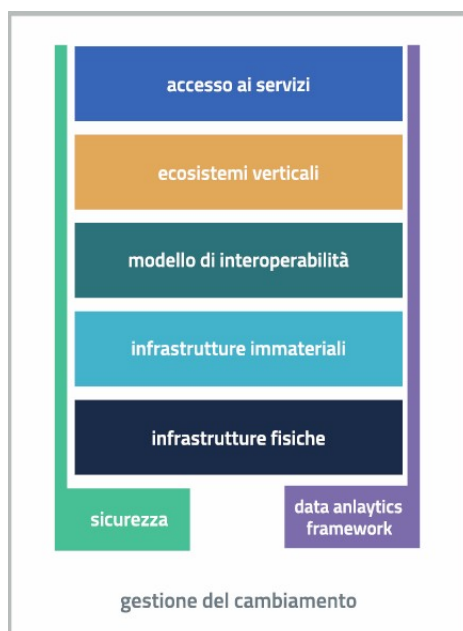 accesso ai servizi
ecosistemi verticali
modello di interoperabilità
infrastrutture immateriali
infrastrutture fisiche
sicurezza
data anlaytics
framework
gestione del cambiamento